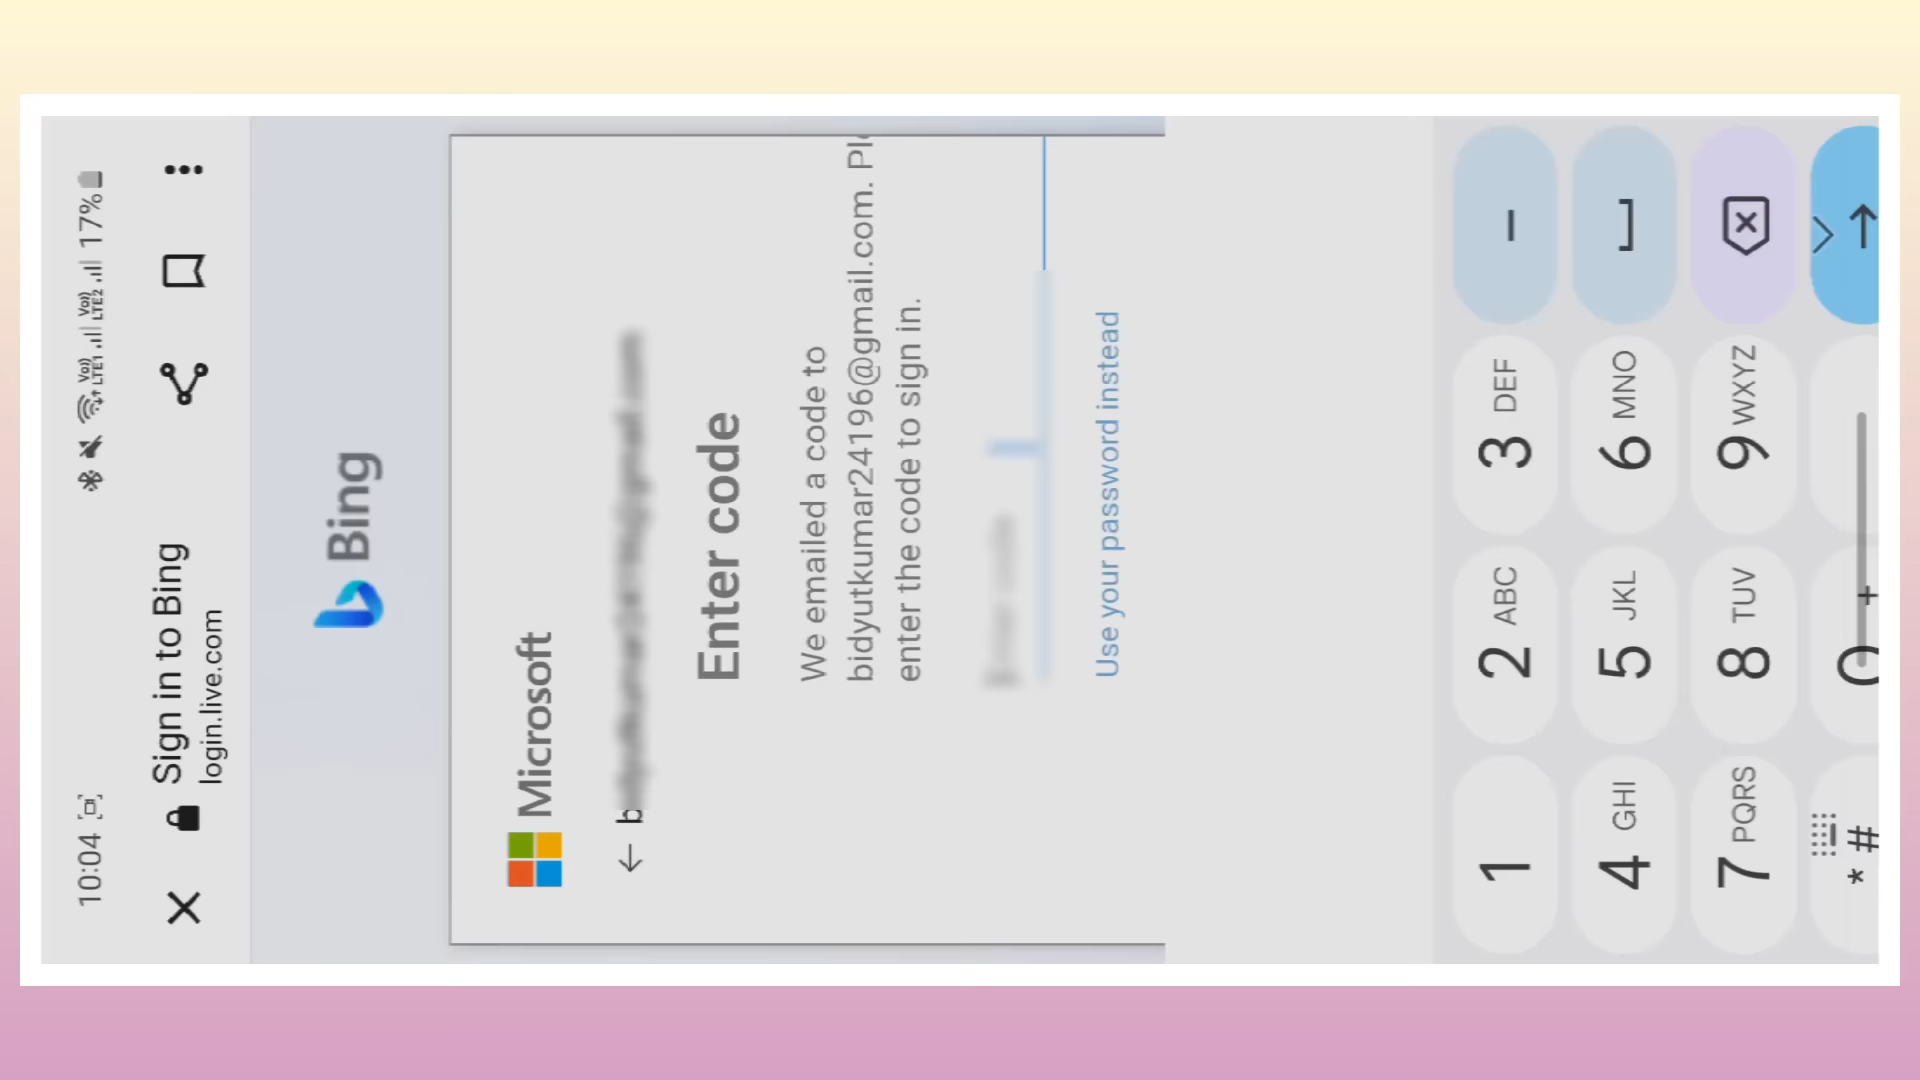 10:04
LTE1 LTE2 17%
Sign in to Bing
login.live.com
Bing
Microsoft
Enter code
We emailed a code to
bidyutkumar24196@gmail.com.
enter the code to sign in.
Use your password instead
1
2 ABC
3 DEF
-
4 GHI
5 JKL
6 MNO
7 PQRS
8 TUV
9 WXYZ
* #
0 +